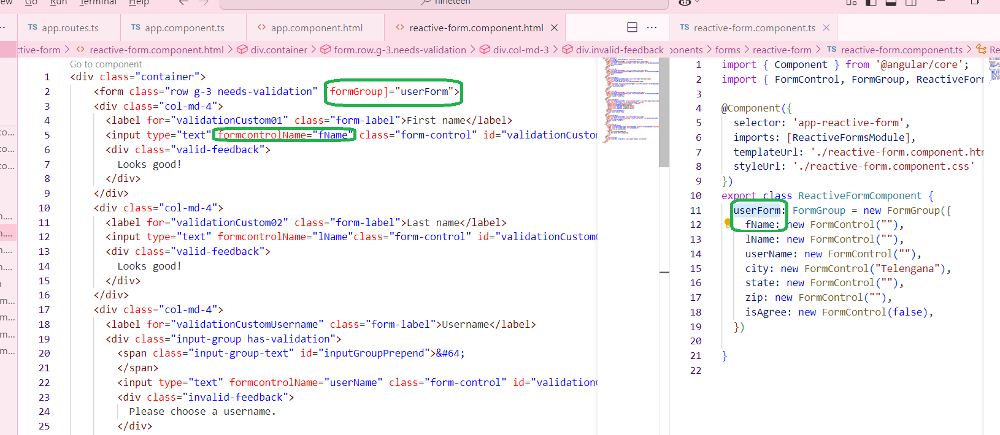 Go Run Terminal Help
nineteen
TS app.routes.ts
TS app.component.ts
<> app.component.html
<> reactive-form.component.html
TS reactive-form.component.ts
ctive-form > <> reactive-form.component.html > div.container > form.row.g-3.needs-validation > div.col-md-3 > div.invalid-feedback
ponents > forms > reactive-form > TS reactive-form.component.ts > Re
Go to component
1 <div class="container">
2 <form class="row g-3 needs-validation" [formGroup]="userForm">
3 <div class="col-md-4">
4 <label for="validationCustom01" class="form-label">First name</label>
5 <input type="text" formcontrolName="fName" class="form-control" id="validationCustom
6 <div class="valid-feedback">
7 Looks good!
8 </div>
9 </div>
10 <div class="col-md-4">
11 <label for="validationCustom02" class="form-label">Last name</label>
12 <input type="text" formcontrolName="lName"class="form-control" id="validationCustom0
13 <div class="valid-feedback">
14 Looks good!
15 </div>
16 </div>
17 <div class="col-md-4">
18 <label for="validationCustomUsername" class="form-label">Username</label>
19 <div class="input-group has-validation">
20 <span class="input-group-text" id="inputGroupPrepend">&#64;
21 </span>
22 <input type="text" formcontrolName="userName" class="form-control" id="validation
23 <div class="invalid-feedback">
24 Please choose a username.
25 </div>
1 import { Component } from '@angular/core';
2 import { FormControl, FormGroup, ReactiveForm
3
4 @Component({
5 selector: 'app-reactive-form',
6 imports: [ReactiveFormsModule],
7 templateUrl: './reactive-form.component.htm
8 styleUrl: './reactive-form.component.css'
9 })
10 export class ReactiveFormComponent {
11 userForm: FormGroup = new FormGroup({
12 fName: new FormControl(""),
13 lName: new FormControl(""),
14 userName: new FormControl(""),
15 city: new FormControl("Telengana"),
16 state: new FormControl(""),
17 zip: new FormControl(""),
18 isAgree: new FormControl(false),
19 })
20
21 }
22